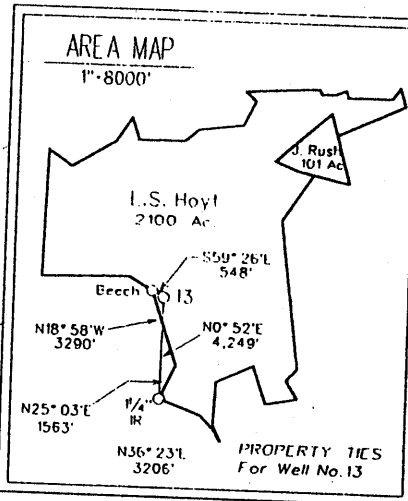 AREA MAP
1"=8000'
J. Rush
101 Ac
L.S. Hoyt
2100 Ac.
S59° 26'E
548'
Beech
13
N18° 58'W
3290'
N0° 52'E
4,249'
N25° 03'E
1563'
1¼"
IR
N36° 23'E
3206'
PROPERTY TIES
For Well No.13